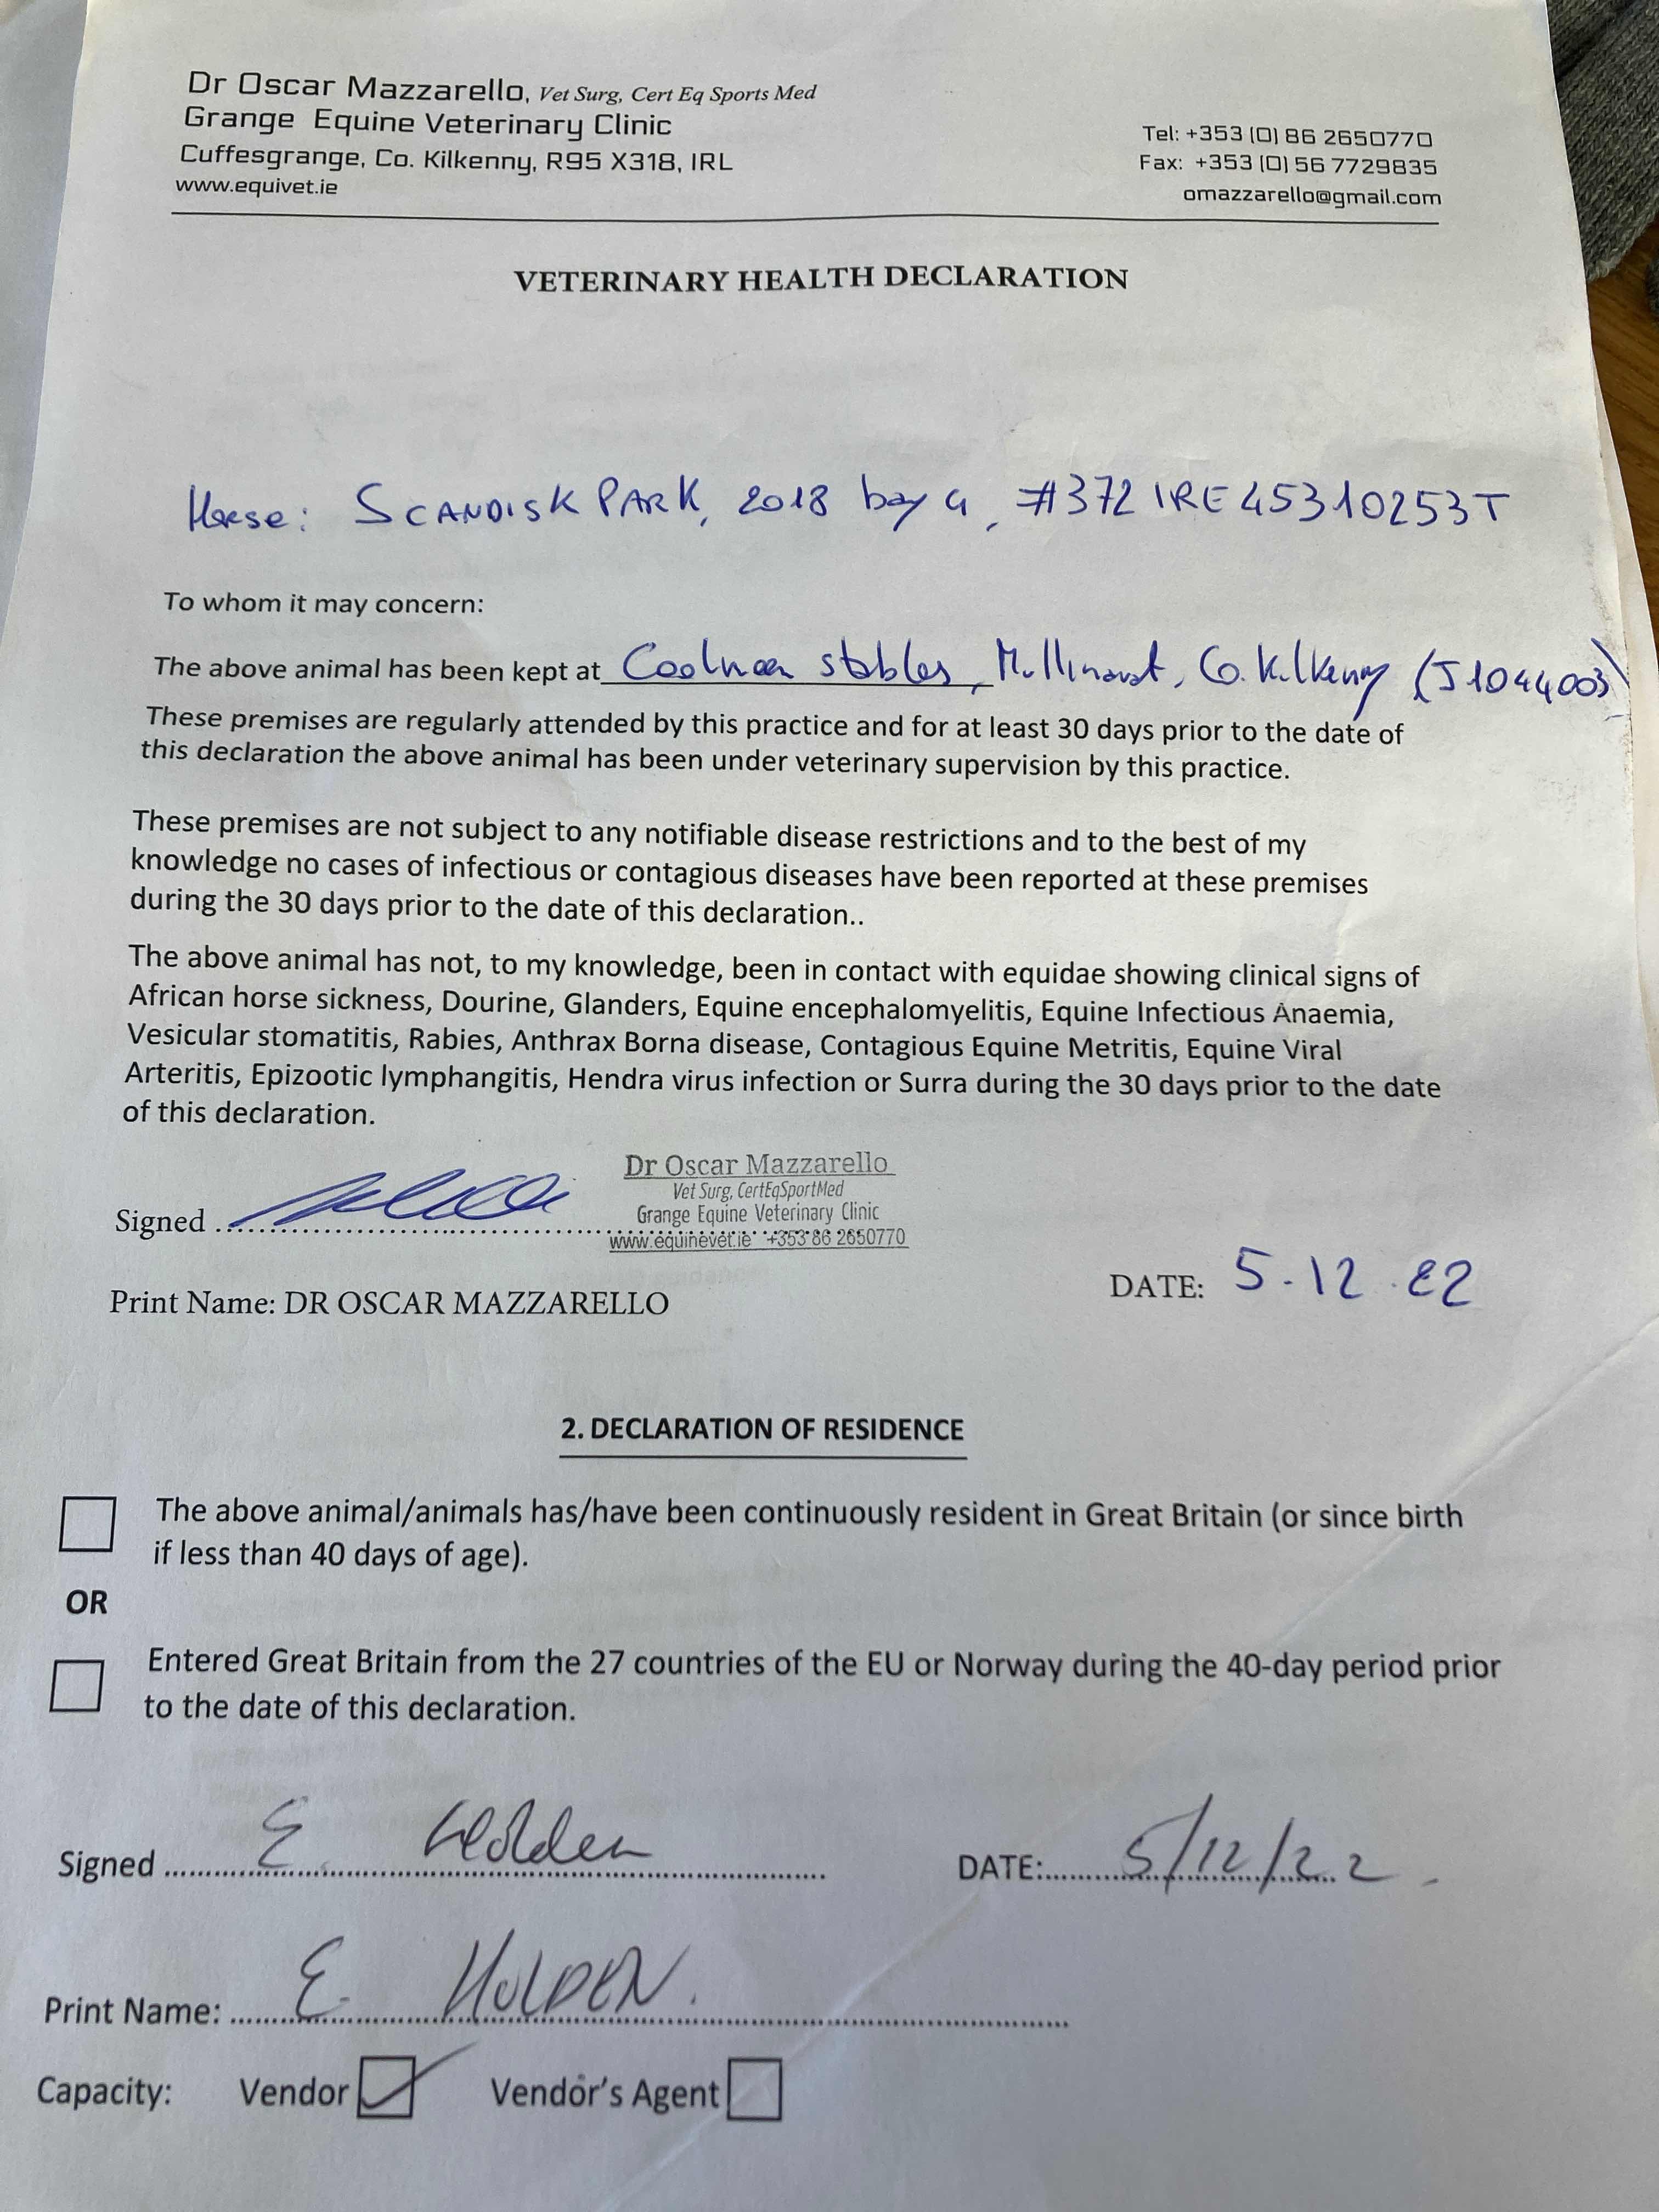 Dr Oscar Mazzarello, Vet Surg, Cert Eq Sports Med
Grange Equine Veterinary Clinic
Cuffesgrange, Co. Kilkenny, R95 X318, IRL
www.equivet.ie
Tel: +353 (0) 86 2650770
Fax: +353 (0) 56 7729835
omazzarello@gmail.com
VETERINARY HEALTH DECLARATION
Horse: SCANDISK PARK, 2018 bay G, #372 IRE 45310253T
To whom it may concern:
The above animal has been kept at stables, Mullinavat, Co. Kilkenny (J1044003)
These premises are regularly attended by this practice and for at least 30 days prior to the date of
this declaration the above animal has been under veterinary supervision by this practice.
These premises are not subject to any notifiable disease restrictions and to the best of my
knowledge no cases of infectious or contagious diseases have been reported at these premises
during the 30 days prior to the date of this declaration..
The above animal has not, to my knowledge, been in contact with equidae showing clinical signs of
African horse sickness, Dourine, Glanders, Equine encephalomyelitis, Equine Infectious Anaemia,
Vesicular stomatitis, Rabies, Anthrax Borna disease, Contagious Equine Metritis, Equine Viral
Arteritis, Epizootic lymphangitis, Hendra virus infection or Surra during the 30 days prior to the date
of this declaration.
Dr Oscar Mazzarello
Vet Surg, CertEqSportMed
Grange Equine Veterinary Clinic
www.equinevet.ie +353 86 2650770
Signed
DATE: 5.12.22
Print Name: DR OSCAR MAZZARELLO
2. DECLARATION OF RESIDENCE
The above animal/animals has/have been continuously resident in Great Britain (or since birth
if less than 40 days of age).
OR
Entered Great Britain from the 27 countries of the EU or Norway during the 40-day period prior
to the date of this declaration.
Signed E Holden DATE: 5/12/22.
Print Name: E. HOLDEN.
Capacity: Vendor Vendor's Agent